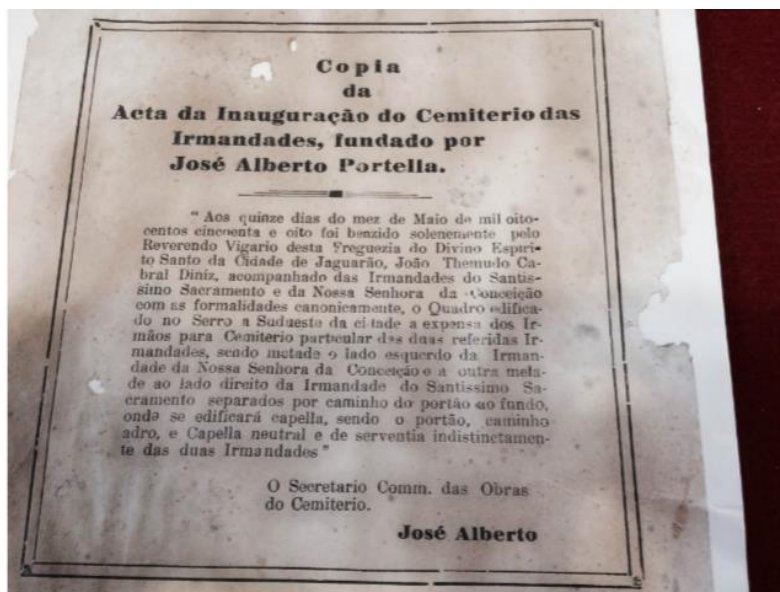 Copia
da
Acta da Inauguração do Cemiterio das
Irmandades, fundado por
José Alberto Portella.
" Aos quinze dias do mez de Maio de mil oito-
centos cincoenta e oito foi benzido solenemente pelo
Reverendo Vigario desta Freguezia do Divino Espiri-
to Santo da Cidade de Jaguarão, João Themudo Ca-
bral Diniz, acompanhado das Irmandades do Santis-
simo Sacramento e da Nossa Senhora da Conceição
com as formalidades canonicamente, o Quadro edifica-
do no Serro a Sudueste da cidade a expensa dos Ir-
mãos para Cemiterio particular das duas referidas Ir-
mandades, sendo metade o lado esquerdo da Irman-
dade da Nossa Senhora da Conceição e a outra meta-
de ao lado direito da Irmandade do Santissimo Sa-
cramento separados por caminho do portão ao fundo,
onde se edificará capella, sendo o portão, caminho
adro, e Capella neutral e de serventia indistinctamen-
te das duas Irmandades"
O Secretario Comm. das Obras
do Cemiterio.
José Alberto